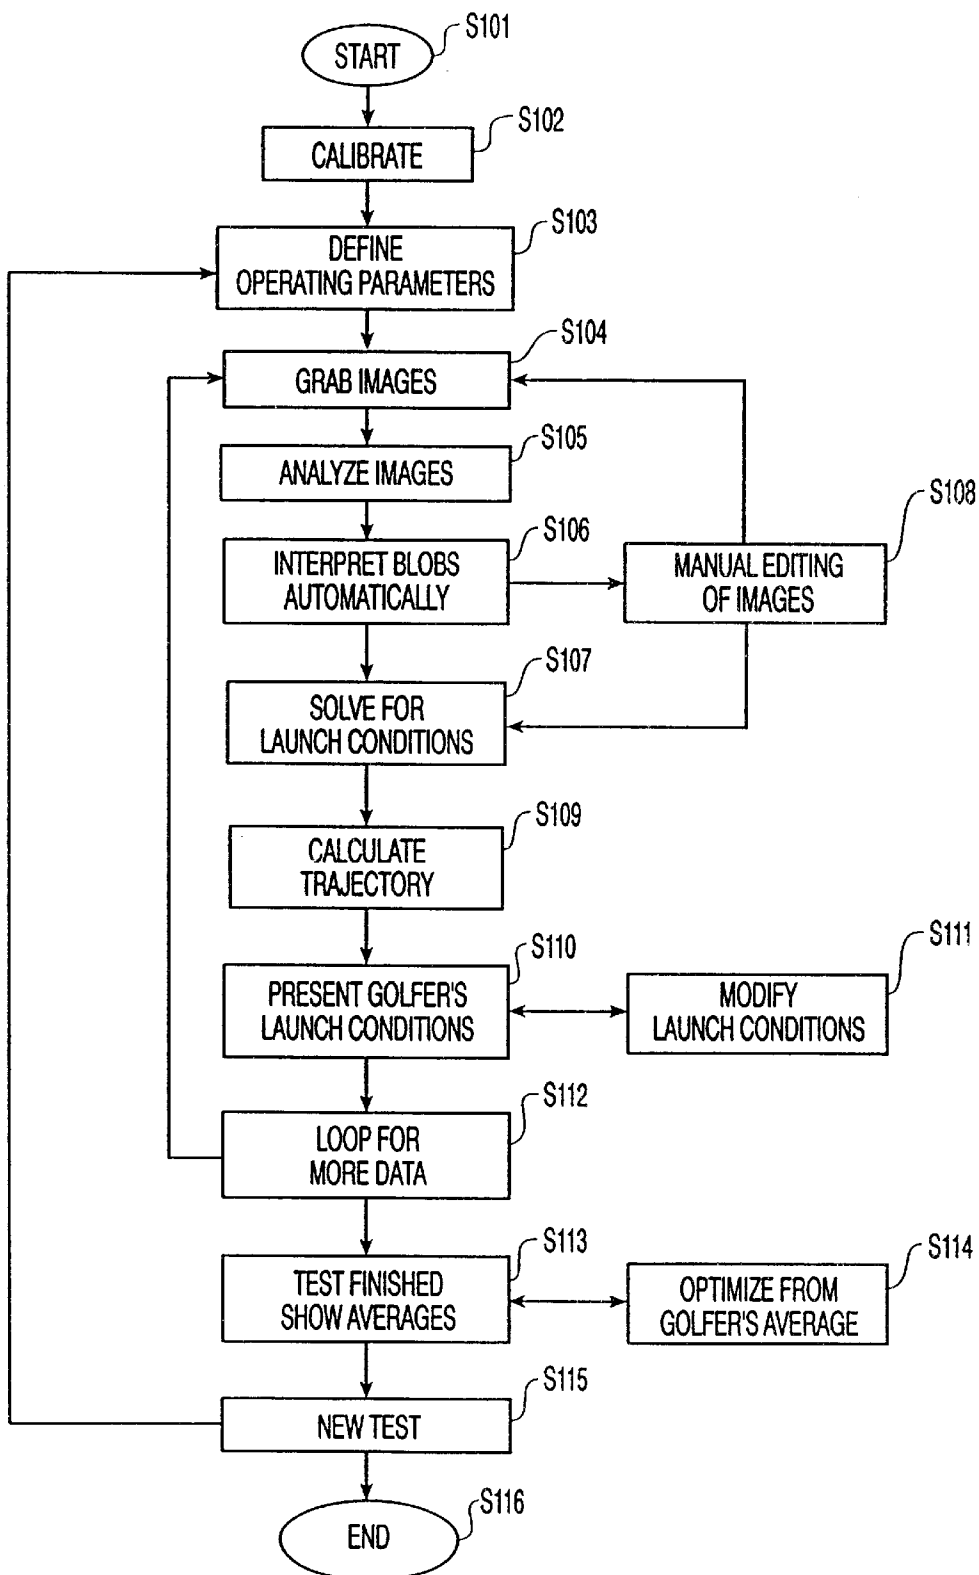 S101
START
S102
CALIBRATE
S103
DEFINE
OPERATING PARAMETERS
S104
GRAB IMAGES
S105
ANALYZE IMAGES
S106
INTERPRET BLOBS
AUTOMATICALLY
S108
MANUAL EDITING
OF IMAGES
S107
SOLVE FOR
LAUNCH CONDITIONS
S109
CALCULATE
TRAJECTORY
S110
PRESENT GOLFER'S
LAUNCH CONDITIONS
S111
MODIFY
LAUNCH CONDITIONS
S112
LOOP FOR
MORE DATA
S113
TEST FINISHED
SHOW AVERAGES
S114
OPTIMIZE FROM
GOLFER'S AVERAGE
S115
NEW TEST
S116
END